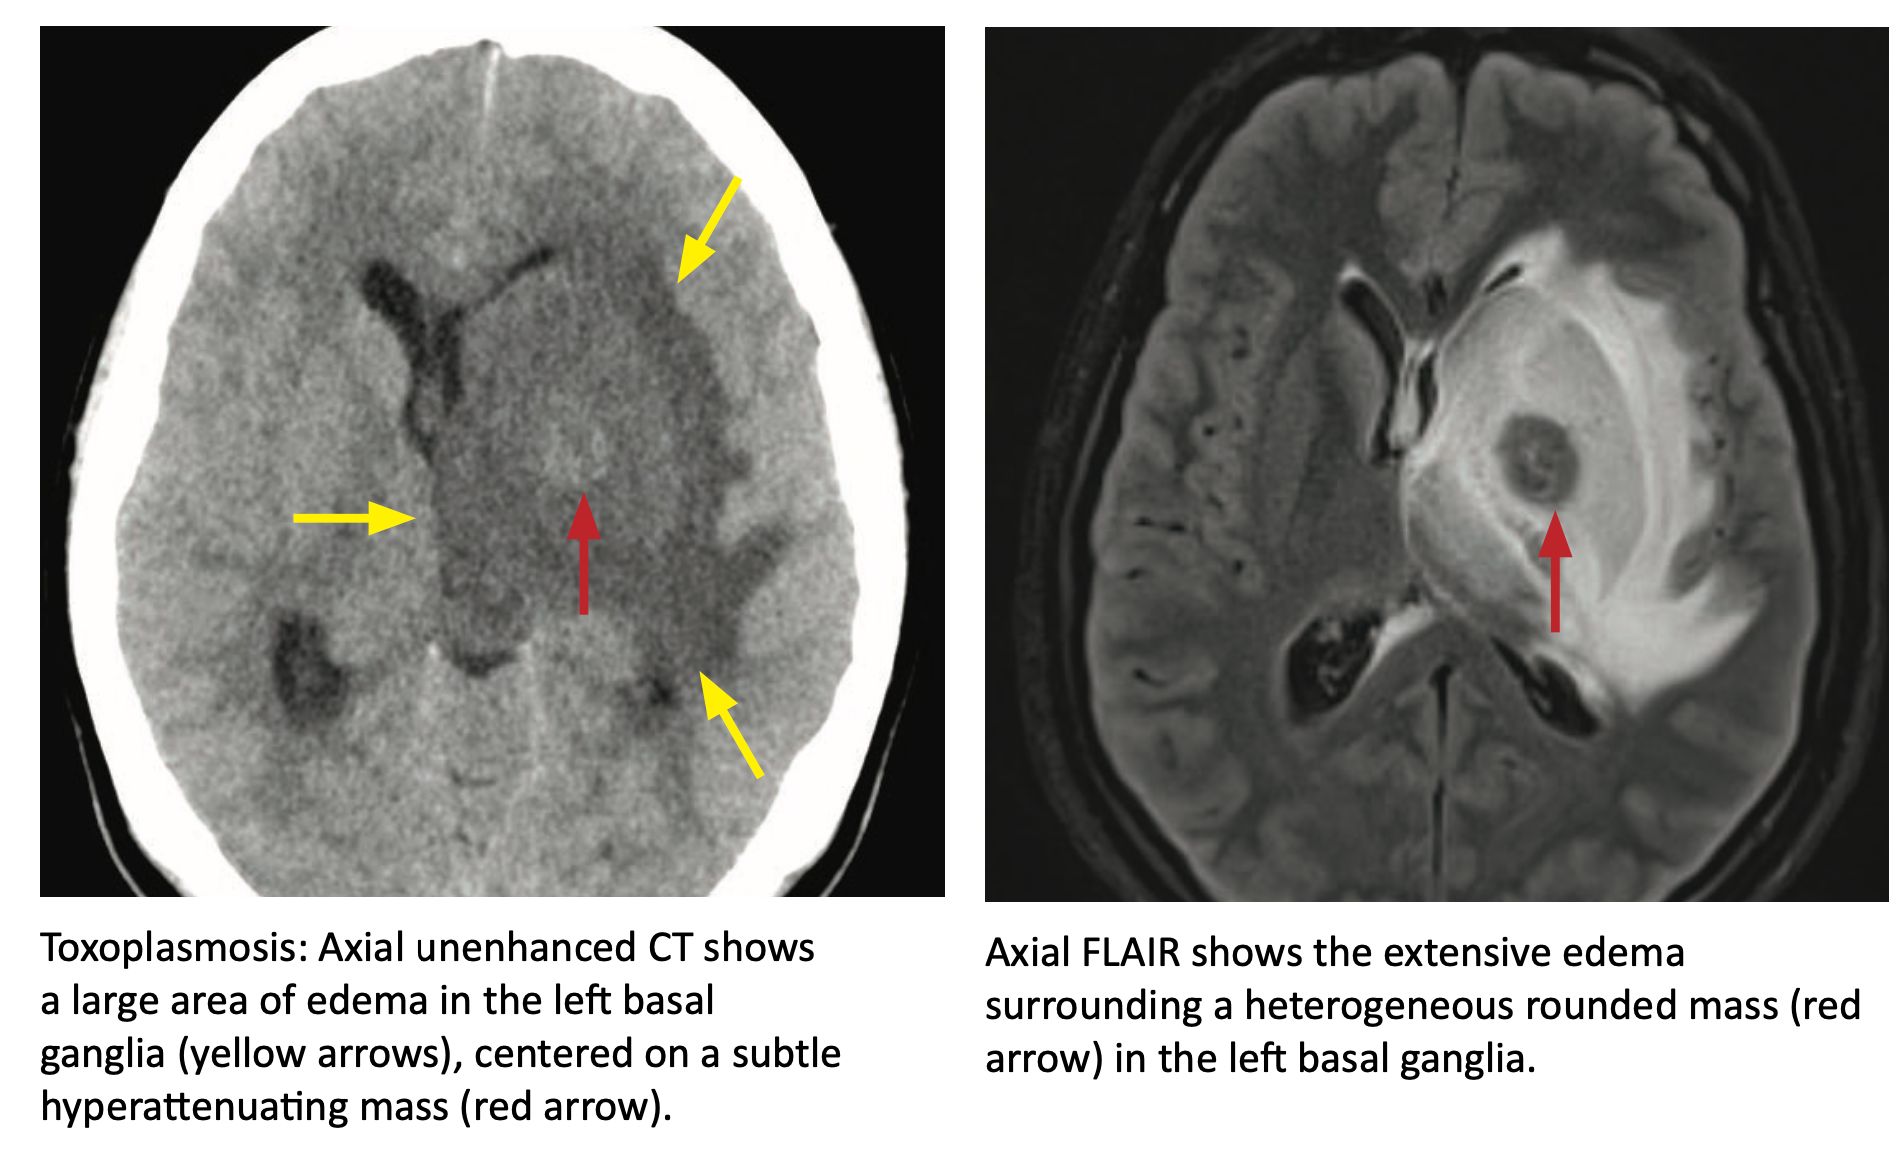 Toxoplasmosis: Axial unenhanced CT shows
a large area of edema in the left basal
ganglia (yellow arrows), centered on a subtle
hyperattenuating mass (red arrow).
Axial FLAIR shows the extensive edema
surrounding a heterogeneous rounded mass (red
arrow) in the left basal ganglia.